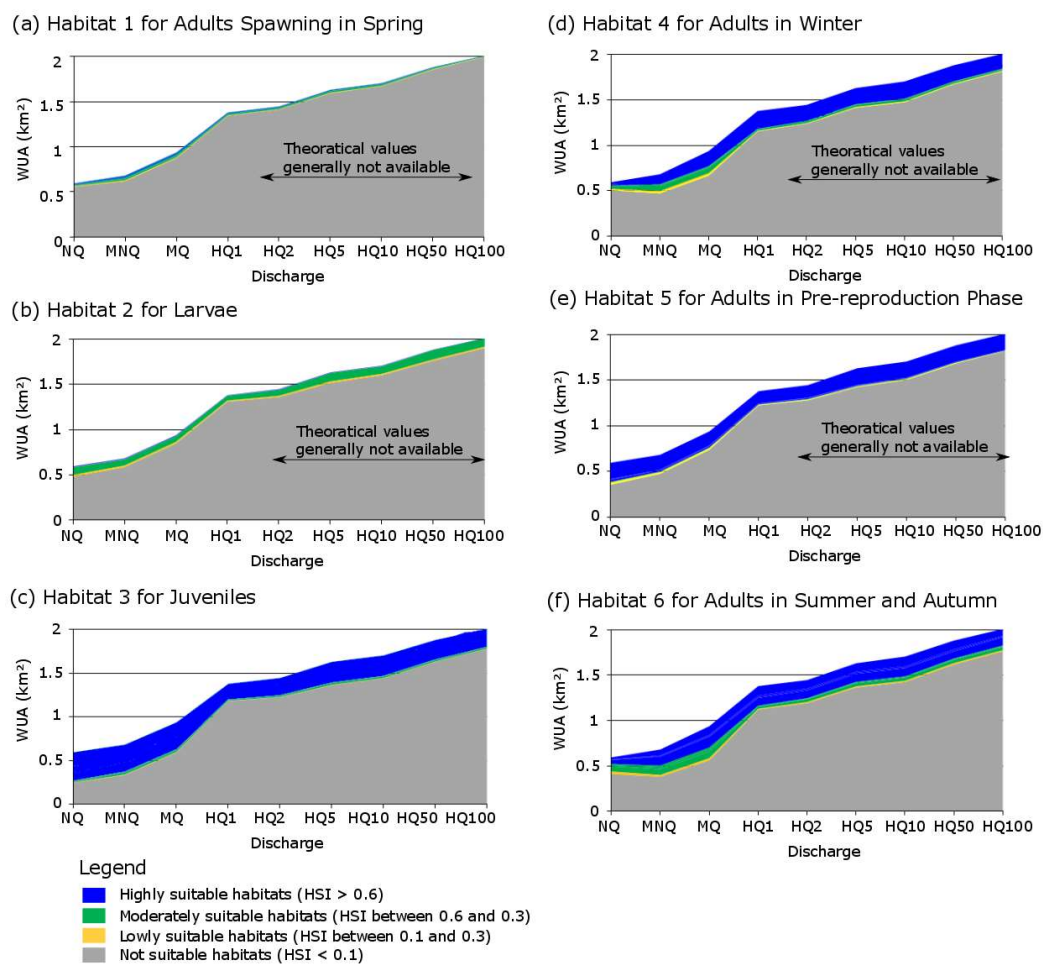 (a) Habitat 1 for Adults Spawning in Spring
2
1.5
1
0.5
0
WUA (km²)
Theoratical values
generally not available
NQ MNQ MQ HQ1 HQ2 HQ5 HQ10 HQ50 HQ100
Discharge
(b) Habitat 2 for Larvae
2
1.5
1
0.5
0
WUA (km²)
Theoratical values
generally not available
NQ MNQ MQ HQ1 HQ2 HQ5 HQ10 HQ50 HQ100
Discharge
(c) Habitat 3 for Juveniles
2
1.5
1
0.5
0
WUA (km²)
NQ MNQ MQ HQ1 HQ2 HQ5 HQ10 HQ50 HQ100
Discharge
(d) Habitat 4 for Adults in Winter
2
1.5
1
0.5
0
WUA (km²)
Theoratical values
generally not available
NQ MNQ MQ HQ1 HQ2 HQ5 HQ10 HQ50 HQ100
Discharge
(e) Habitat 5 for Adults in Pre-reproduction Phase
2
1.5
1
0.5
0
WUA (km²)
Theoratical values
generally not available
NQ MNQ MQ HQ1 HQ2 HQ5 HQ10 HQ50 HQ100
Discharge
(f) Habitat 6 for Adults in Summer and Autumn
2
1.5
1
0.5
0
WUA (km²)
NQ MNQ MQ HQ1 HQ2 HQ5 HQ10 HQ50 HQ100
Discharge
Legend
Highly suitable habitats (HSI > 0.6)
Moderately suitable habitats (HSI between 0.6 and 0.3)
Lowly suitable habitats (HSI between 0.1 and 0.3)
Not suitable habitats (HSI < 0.1)